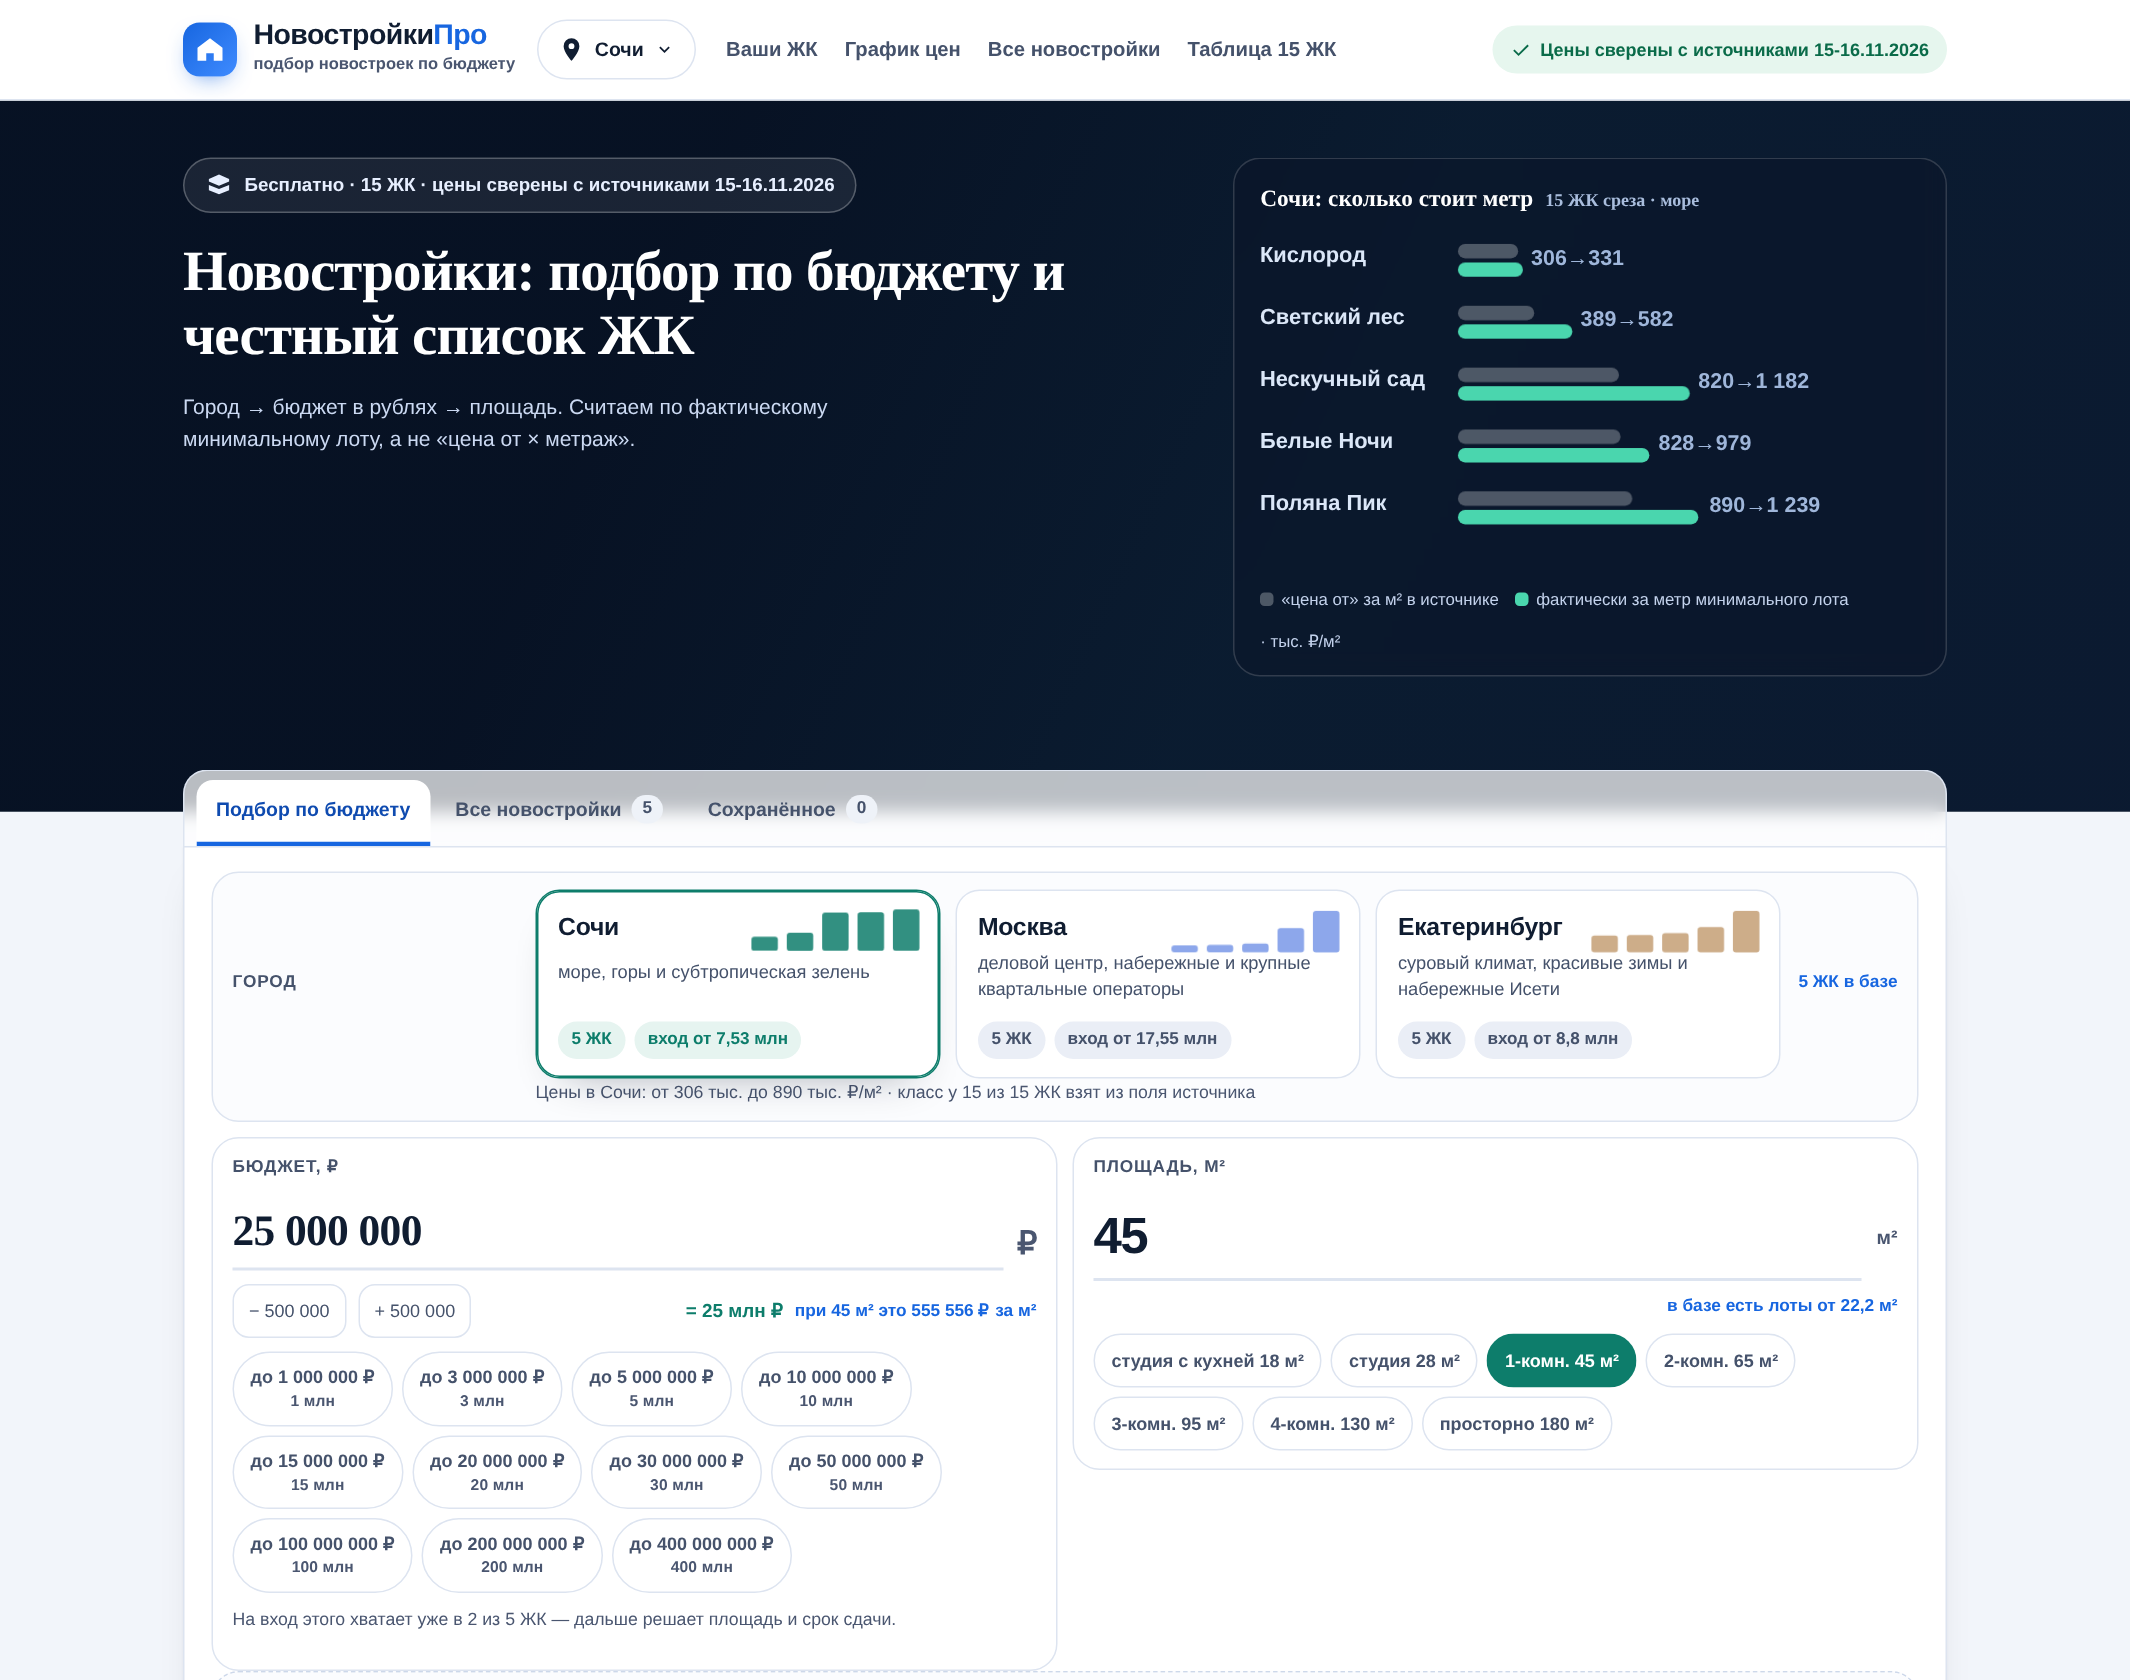 НовостройкиПро
подбор новостроек по бюджету
Сочи
Ваши ЖК
График цен
Все новостройки
Таблица 15 ЖК
Цены сверены с источниками 15-16.11.2026
Бесплатно · 15 ЖК · цены сверены с источниками 15-16.11.2026
Новостройки: подбор по бюджету и
честный список ЖК
Город → бюджет в рублях → площадь. Считаем по фактическому
минимальному лоту, а не «цена от × метраж».
Сочи: сколько стоит метр 15 ЖК среза · море
Кислород 306→331
Светский лес 389→582
Нескучный сад 820→1 182
Белые Ночи 828→979
Поляна Пик 890→1 239
«цена от» за м² в источнике фактически за метр минимального лота
· тыс. ₽/м²
Подбор по бюджету
Все новостройки 5
Сохранённое 0
ГОРОД
Сочи
море, горы и субтропическая зелень
5 ЖК вход от 7,53 млн
Москва
деловой центр, набережные и крупные
квартальные операторы
5 ЖК вход от 17,55 млн
Екатеринбург
суровый климат, красивые зимы и
набережные Исети
5 ЖК вход от 8,8 млн
5 ЖК в базе
Цены в Сочи: от 306 тыс. до 890 тыс. ₽/м² · класс у 15 из 15 ЖК взят из поля источника
БЮДЖЕТ, ₽
25 000 000 ₽
− 500 000 + 500 000 = 25 млн ₽ при 45 м² это 555 556 ₽ за м²
до 1 000 000 ₽
1 млн
до 3 000 000 ₽
3 млн
до 5 000 000 ₽
5 млн
до 10 000 000 ₽
10 млн
до 15 000 000 ₽
15 млн
до 20 000 000 ₽
20 млн
до 30 000 000 ₽
30 млн
до 50 000 000 ₽
50 млн
до 100 000 000 ₽
100 млн
до 200 000 000 ₽
200 млн
до 400 000 000 ₽
400 млн
На вход этого хватает уже в 2 из 5 ЖК — дальше решает площадь и срок сдачи.
ПЛОЩАДЬ, М²
45 м²
в базе есть лоты от 22,2 м²
студия с кухней 18 м² студия 28 м² 1-комн. 45 м² 2-комн. 65 м²
3-комн. 95 м² 4-комн. 130 м² просторно 180 м²